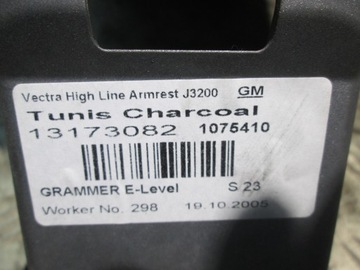 Vectra High Line Armrest J3200 GM
Tunis Charcoal
13173082 1075410
GRAMMER E-Level S 23
Worker No. 298 19.10.2005